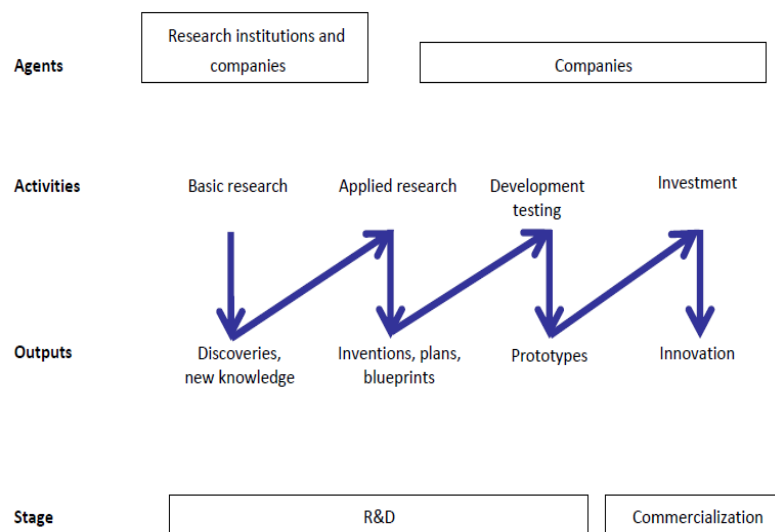 Agents
Research institutions and
companies
Companies
Activities
Basic research
Applied research
Development
testing
Investment
Outputs
Discoveries,
new knowledge
Inventions, plans,
blueprints
Prototypes
Innovation
Stage
R&D
Commercialization